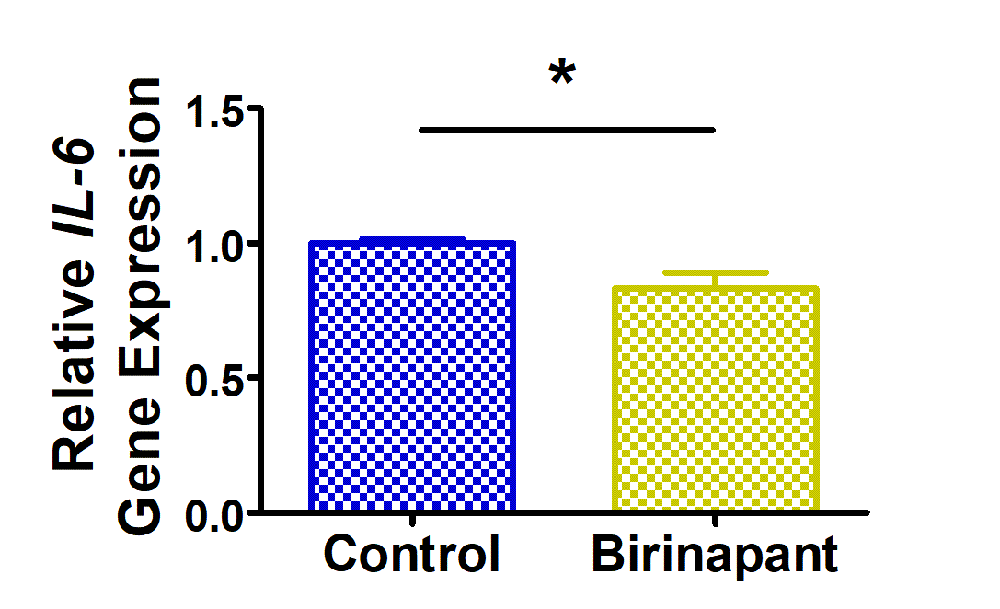 Relative IL-6
Gene Expression
*
1.5
1.0
0.5
0.0
Control
Birinapant